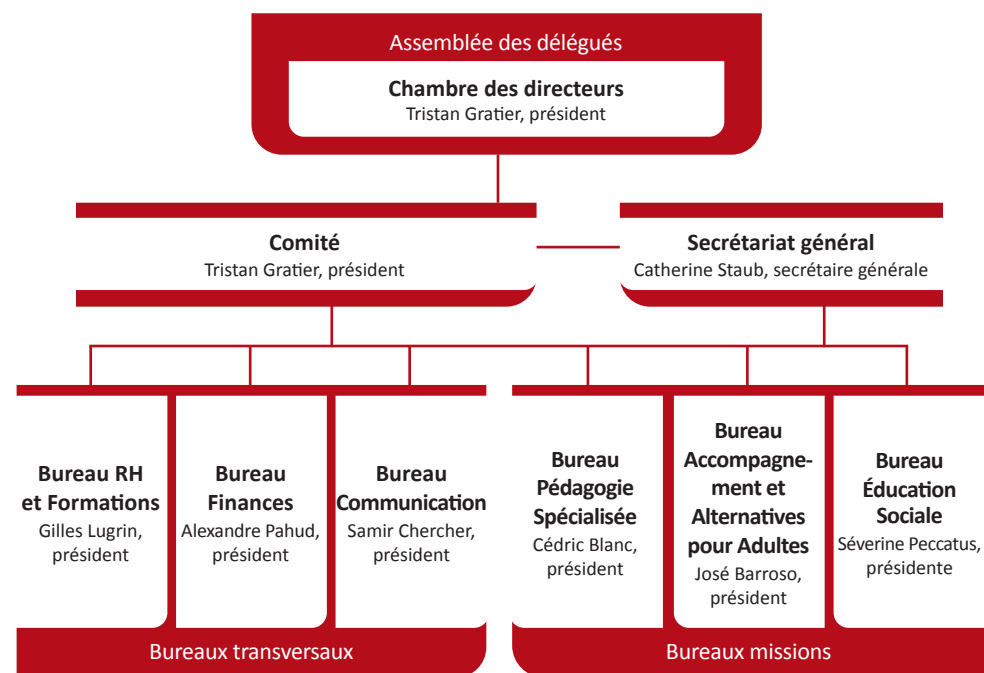 Assemblée des délégués
Chambre des directeurs
Tristan Gratier, président
Comité
Tristan Gratier, président
Secrétariat général
Catherine Staub, secrétaire générale
Bureau RH
et Formations
Gilles Lugrin,
président
Bureau
Finances
Alexandre Pahud,
président
Bureau
Communication
Samir Chercher,
président
Bureau
Pédagogie
Spécialisée
Cédric Blanc,
président
Bureau
Accompagne-
ment et
Alternatives
pour Adultes
José Barroso,
président
Bureau
Éducation
Sociale
Séverine Peccatus,
présidente
Bureaux transversaux
Bureaux missions